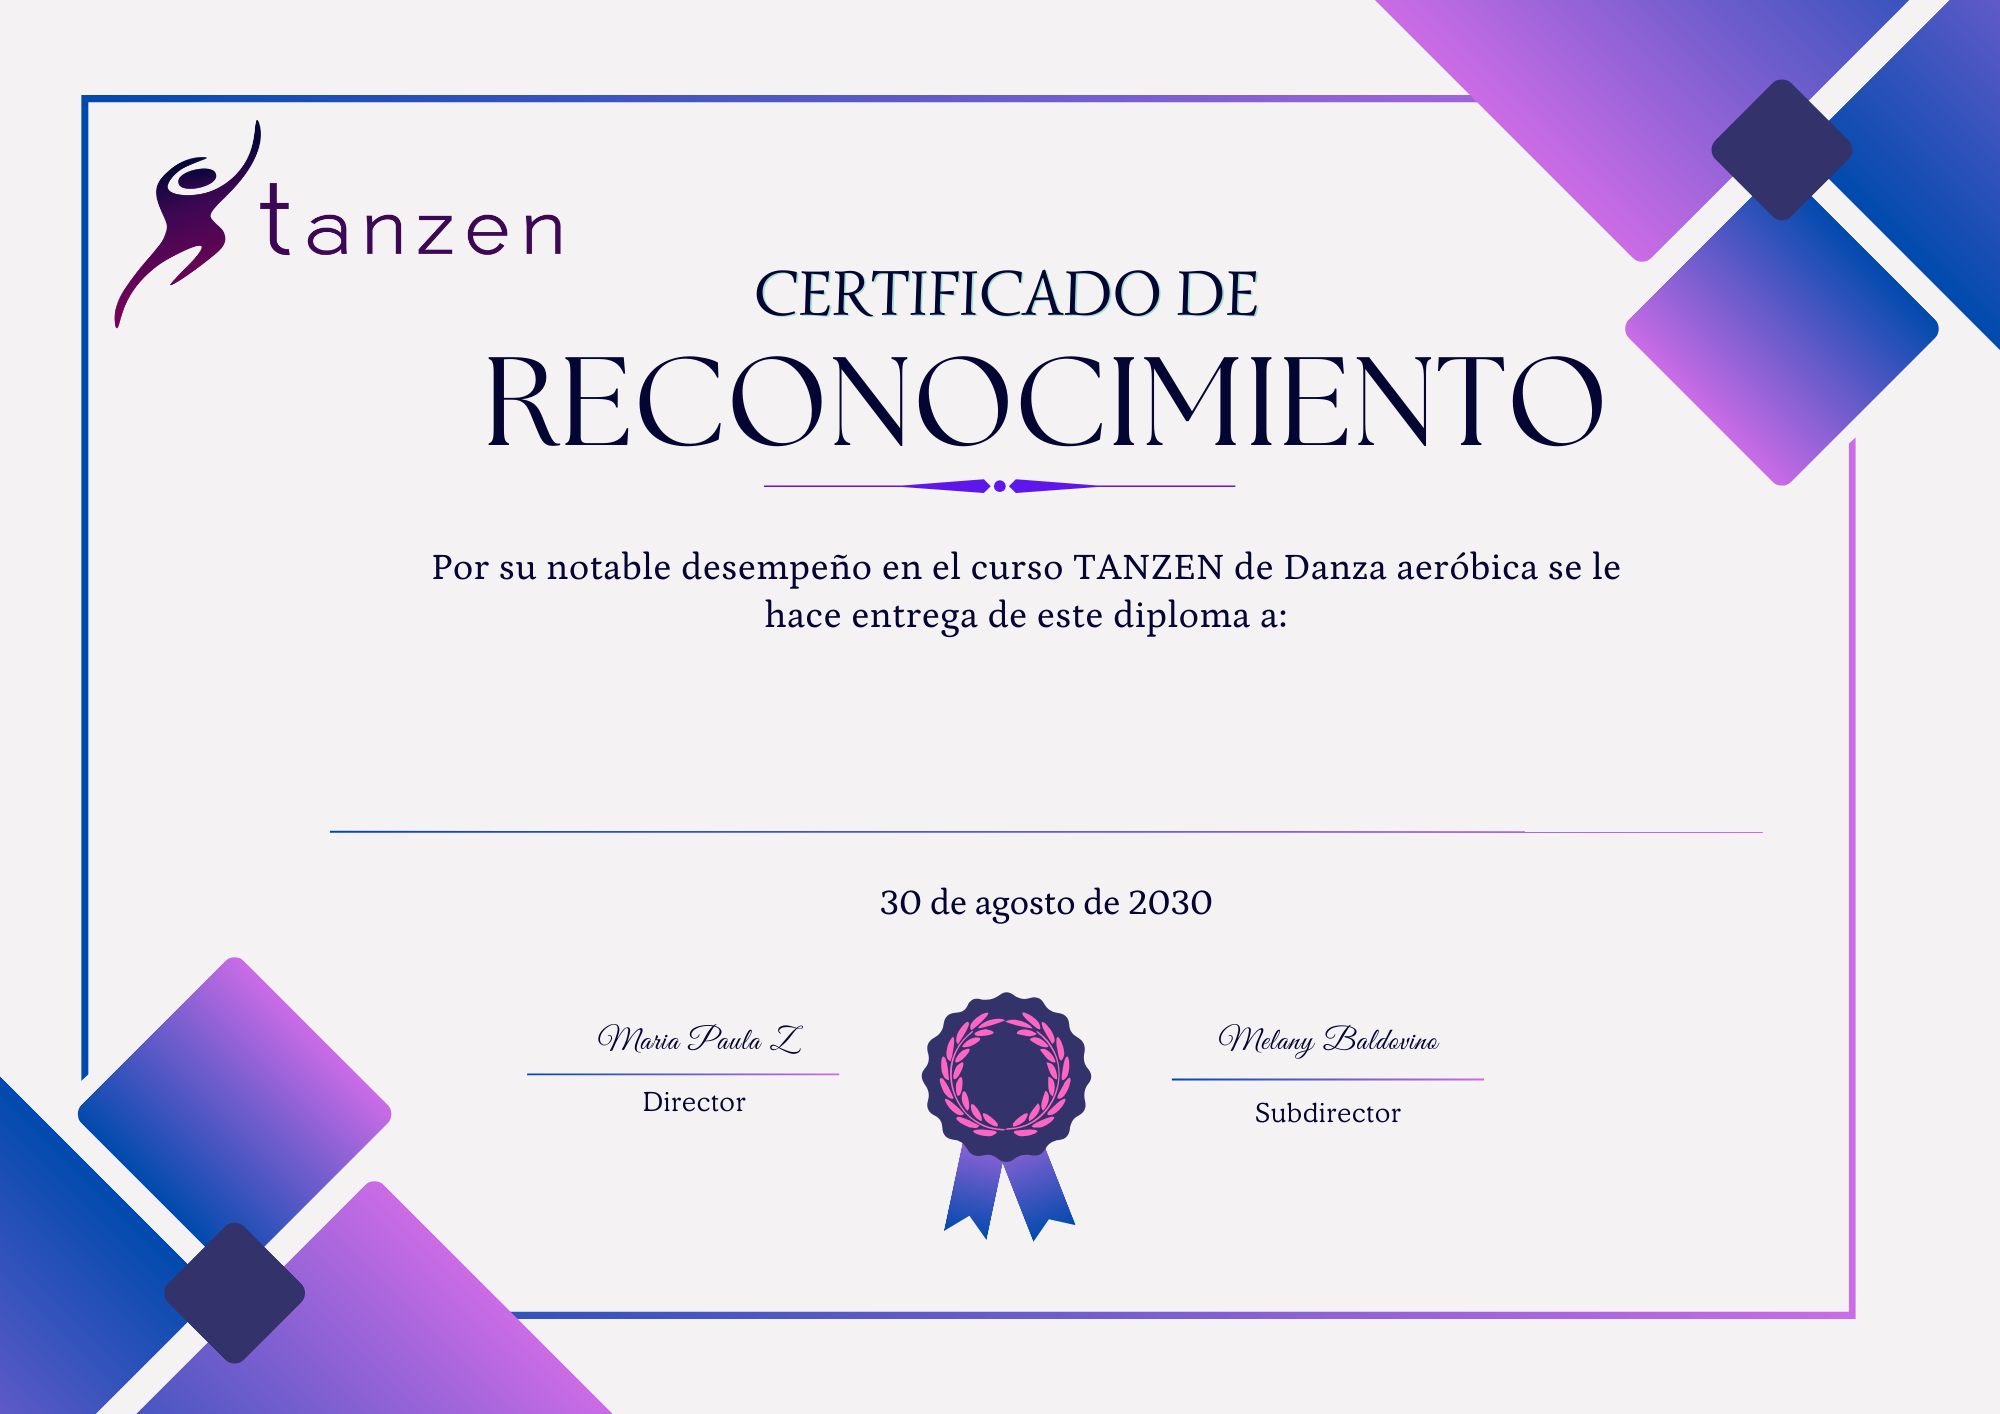 tanzen
CERTIFICADO DE
RECONOCIMIENTO
Por su notable desempeño en el curso TANZEN de Danza aeróbica se le
hace entrega de este diploma a:
30 de agosto de 2030
Maria Paula Z
Director
Melany Baldovino
Subdirector